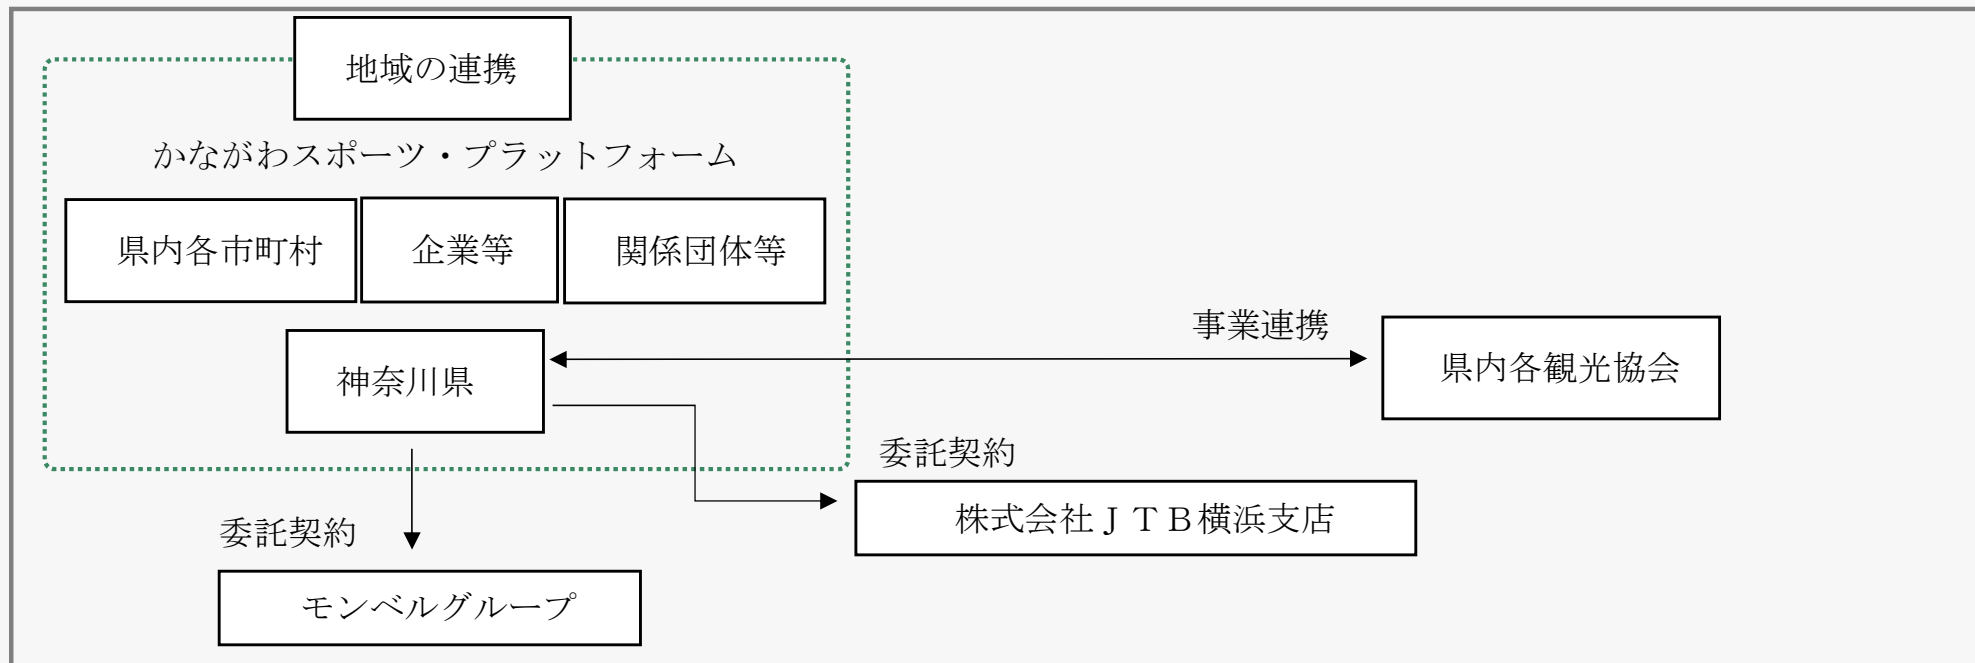 地域の連携
かながわスポーツ・プラットフォーム
県内各市町村
企業等
関係団体等
事業連携
神奈川県
県内各観光協会
委託契約
株式会社ＪＴＢ横浜支店
委託契約
モンベルグループ